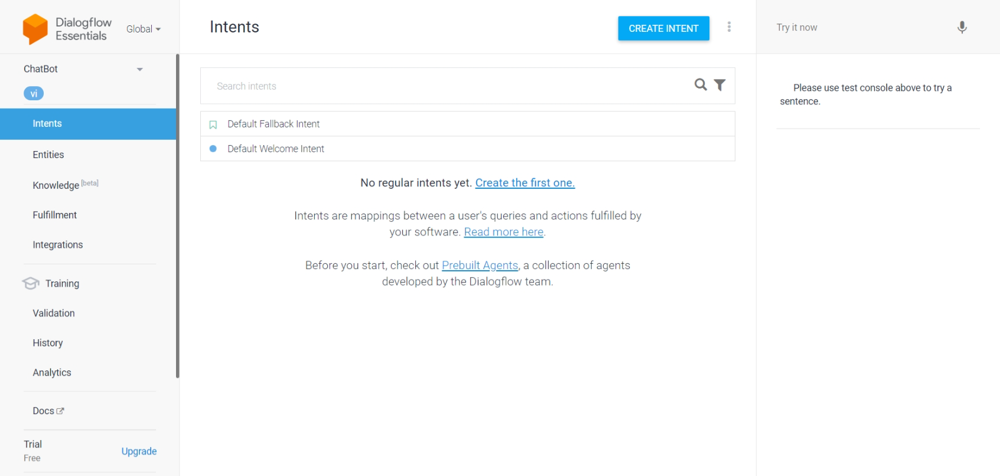 Dialogflow
Essentials
Global
Intents
CREATE INTENT
Try it now
ChatBot
vi
Intents
Entities
Knowledge [beta]
Fulfillment
Integrations
Training
Validation
History
Analytics
Docs
Trial
Free
Upgrade
Search intents
Default Fallback Intent
Default Welcome Intent
No regular intents yet. Create the first one.
Intents are mappings between a user's queries and actions fulfilled by
your software. Read more here.
Before you start, check out Prebuilt Agents, a collection of agents
developed by the Dialogflow team.
Please use test console above to try a
sentence.